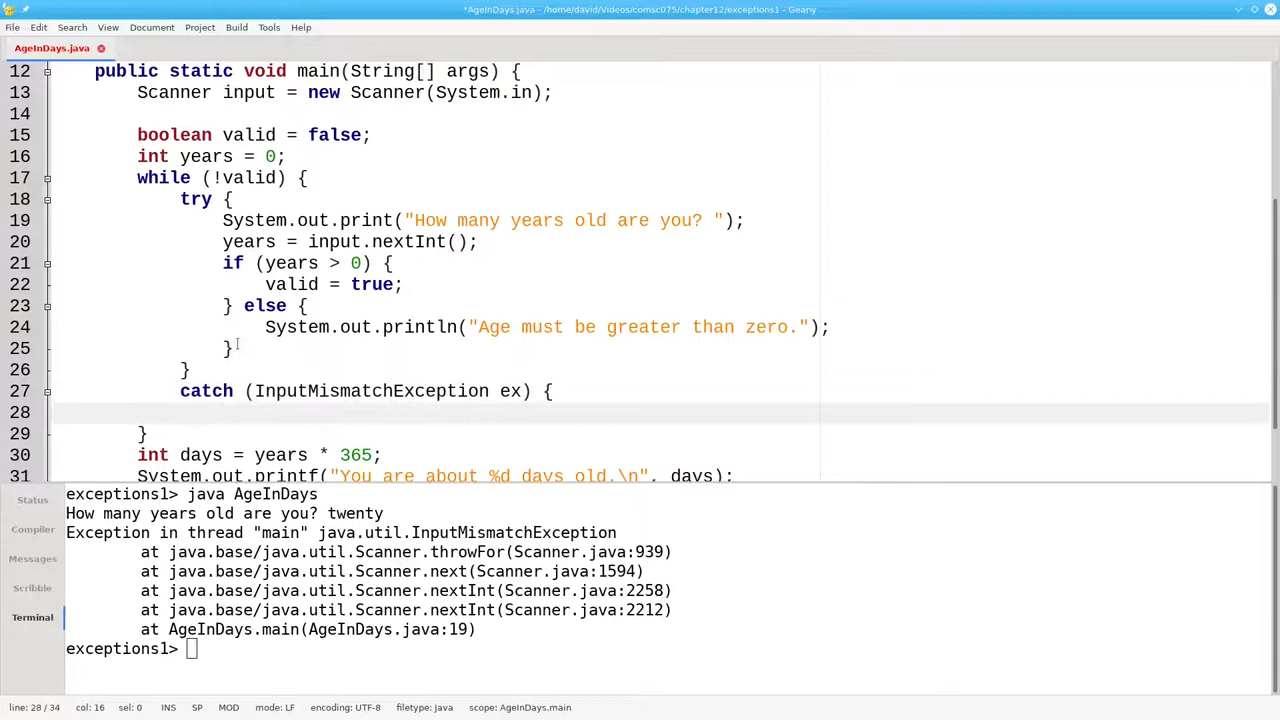 *AgeInDays.java - /home/david/Videos/comsc075/chapter12/exceptions1 - Geany
File Edit Search View Document Project Build Tools Help
AgeInDays.java
12 public static void main(String[] args) {
13 Scanner input = new Scanner(System.in);
14
15 boolean valid = false;
16 int years = 0;
17 while (!valid) {
18 try {
19 System.out.print("How many years old are you? ");
20 years = input.nextInt();
21 if (years > 0) {
22 valid = true;
23 } else {
24 System.out.println("Age must be greater than zero.");
25 }
26 }
27 catch (InputMismatchException ex) {
28
29 }
30 int days = years * 365;
31 System.out.printf("You are about %d days old.\n", days);
Status
Compiler
Messages
Scribble
Terminal
exceptions1> java AgeInDays
How many years old are you? twenty
Exception in thread "main" java.util.InputMismatchException
at java.base/java.util.Scanner.throwFor(Scanner.java:939)
at java.base/java.util.Scanner.next(Scanner.java:1594)
at java.base/java.util.Scanner.nextInt(Scanner.java:2258)
at java.base/java.util.Scanner.nextInt(Scanner.java:2212)
at AgeInDays.main(AgeInDays.java:19)
exceptions1>
line: 28 / 34 col: 16 sel: 0 INS SP MOD mode: LF encoding: UTF-8 filetype: Java scope: AgeInDays.main